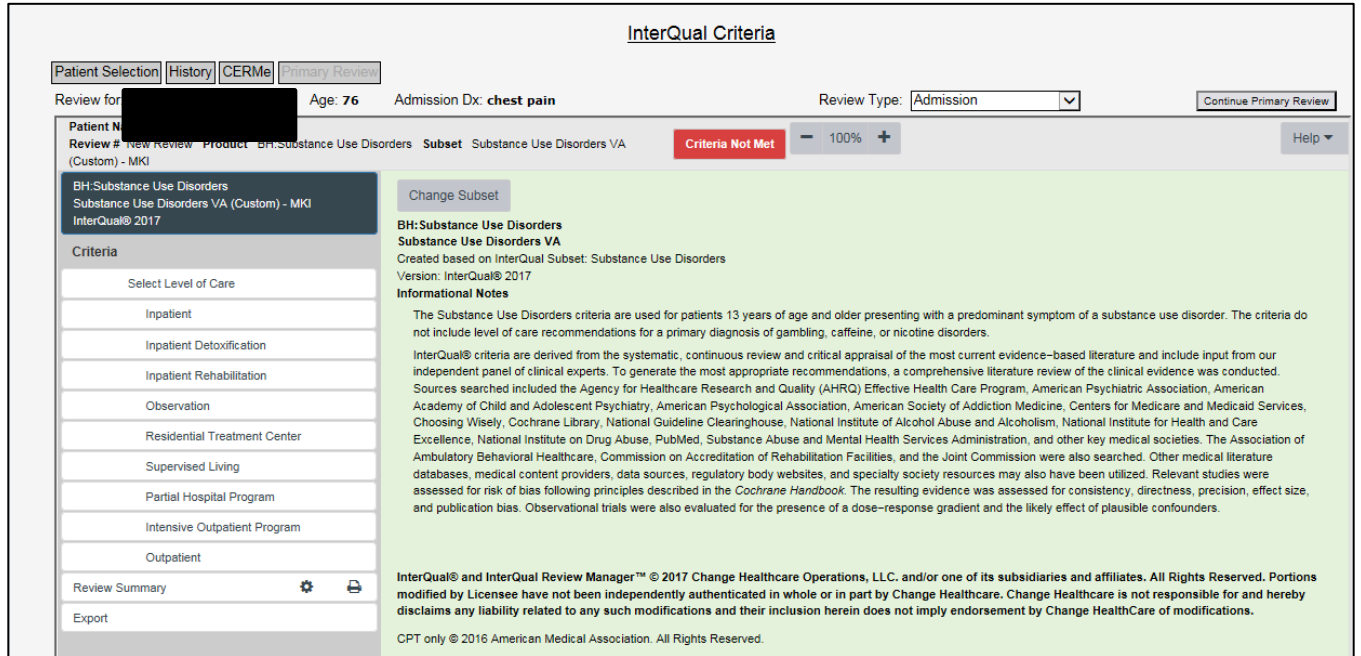 InterQual Criteria
Patient Selection History CERMe Primary Review
Review for: Age: 76 Admission Dx: chest pain Review Type: Admission Continue Primary Review
Patient
Review # New Review Product BH:Substance Use Disorders Subset Substance Use Disorders VA
(Custom) - MKI
Criteria Not Met
− 100% +
Help
BH:Substance Use Disorders
Substance Use Disorders VA (Custom) - MKI
InterQual® 2017
Criteria
Select Level of Care
Inpatient
Inpatient Detoxification
Inpatient Rehabilitation
Observation
Residential Treatment Center
Supervised Living
Partial Hospital Program
Intensive Outpatient Program
Outpatient
Review Summary
Export
Change Subset
BH:Substance Use Disorders
Substance Use Disorders VA
Created based on InterQual Subset: Substance Use Disorders
Version: InterQual® 2017
Informational Notes
The Substance Use Disorders criteria are used for patients 13 years of age and older presenting with a predominant symptom of a substance use disorder. The criteria do
not include level of care recommendations for a primary diagnosis of gambling, caffeine, or nicotine disorders.
InterQual® criteria are derived from the systematic, continuous review and critical appraisal of the most current evidence-based literature and include input from our
independent panel of clinical experts. To generate the most appropriate recommendations, a comprehensive literature review of the clinical evidence was conducted.
Sources searched included the Agency for Healthcare Research and Quality (AHRQ) Effective Health Care Program, American Psychiatric Association, American
Academy of Child and Adolescent Psychiatry, American Psychological Association, American Society of Addiction Medicine, Centers for Medicare and Medicaid Services,
Choosing Wisely, Cochrane Library, National Guideline Clearinghouse, National Institute of Alcohol Abuse and Alcoholism, National Institute for Health and Care
Excellence, National Institute on Drug Abuse, PubMed, Substance Abuse and Mental Health Services Administration, and other key medical societies. The Association of
Ambulatory Behavioral Healthcare, Commission on Accreditation of Rehabilitation Facilities, and the Joint Commission were also searched. Other medical literature
databases, medical content providers, data sources, regulatory body websites, and specialty society resources may also have been utilized. Relevant studies were
assessed for risk of bias following principles described in the Cochrane Handbook. The resulting evidence was assessed for consistency, directness, precision, effect size,
and publication bias. Observational trials were also evaluated for the presence of a dose-response gradient and the likely effect of plausible confounders.
InterQual® and InterQual Review Manager™ © 2017 Change Healthcare Operations, LLC. and/or one of its subsidiaries and affiliates. All Rights Reserved. Portions
modified by Licensee have not been independently authenticated in whole or in part by Change Healthcare. Change Healthcare is not responsible for and hereby
disclaims any liability related to any such modifications and their inclusion herein does not imply endorsement by Change HealthCare of modifications.
CPT only © 2016 American Medical Association. All Rights Reserved.